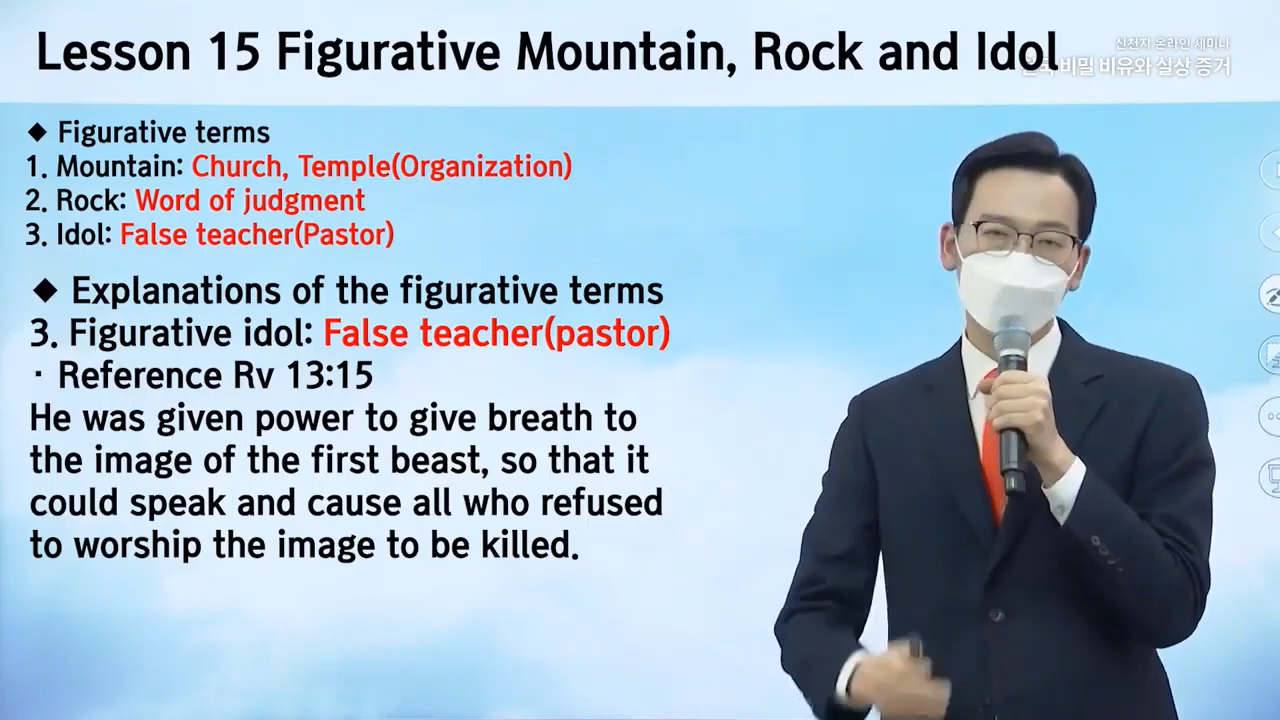 Lesson 15 Figurative Mountain, Rock and Idol
신천지 온라인 세미나
비밀 비유와 실상 증거
◆ Figurative terms
1. Mountain: Church, Temple(Organization)
2. Rock: Word of judgment
3. Idol: False teacher(Pastor)
◆ Explanations of the figurative terms
3. Figurative idol: False teacher(pastor)
· Reference Rv 13:15
He was given power to give breath to
the image of the first beast, so that it
could speak and cause all who refused
to worship the image to be killed.